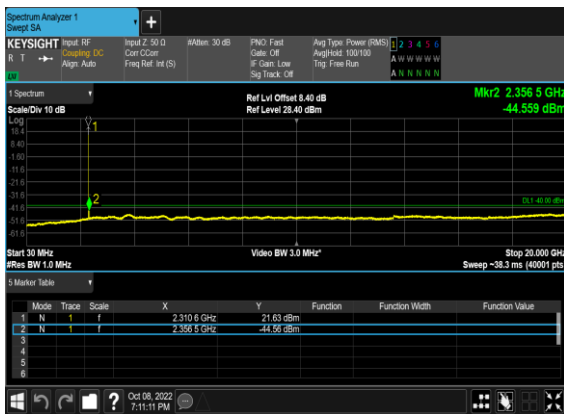 Spectrum Analyzer 1
Swept SA
+
KEYSIGHT Input: RF Input Z: 50 Ω #Atten: 30 dB PNO: Fast Avg Type: Power (RMS) 1 2 3 4 5 6
R T Coupling: DC Corr CCorr Gate: Off Avg|Hold: 100/100 A W W W W W
Align: Auto Freq Ref: Int (S) IF Gain: Low Trig: Free Run
Sig Track: Off A N N N N N
1 Spectrum Ref Lvl Offset 8.40 dB Mkr2 2.356 5 GHz
Scale/Div 10 dB Ref Level 28.40 dBm -44.559 dBm
Log
18.4 1
8.40
-1.60
-11.6
-21.6
-31.6 2 DL1 -40.00 dBm
-41.6
-51.6
-61.6
Start 30 MHz Video BW 3.0 MHz* Stop 20.000 GHz
#Res BW 1.0 MHz Sweep ~38.3 ms (40001 pts)
5 Marker Table
Mode Trace Scale X Y Function Function Width Function Value
1 N 1 f 2.310 6 GHz 21.63 dBm
2 N 1 f 2.356 5 GHz -44.56 dBm
3
4
5
6
? Oct 08, 2022
7:11:11 PM